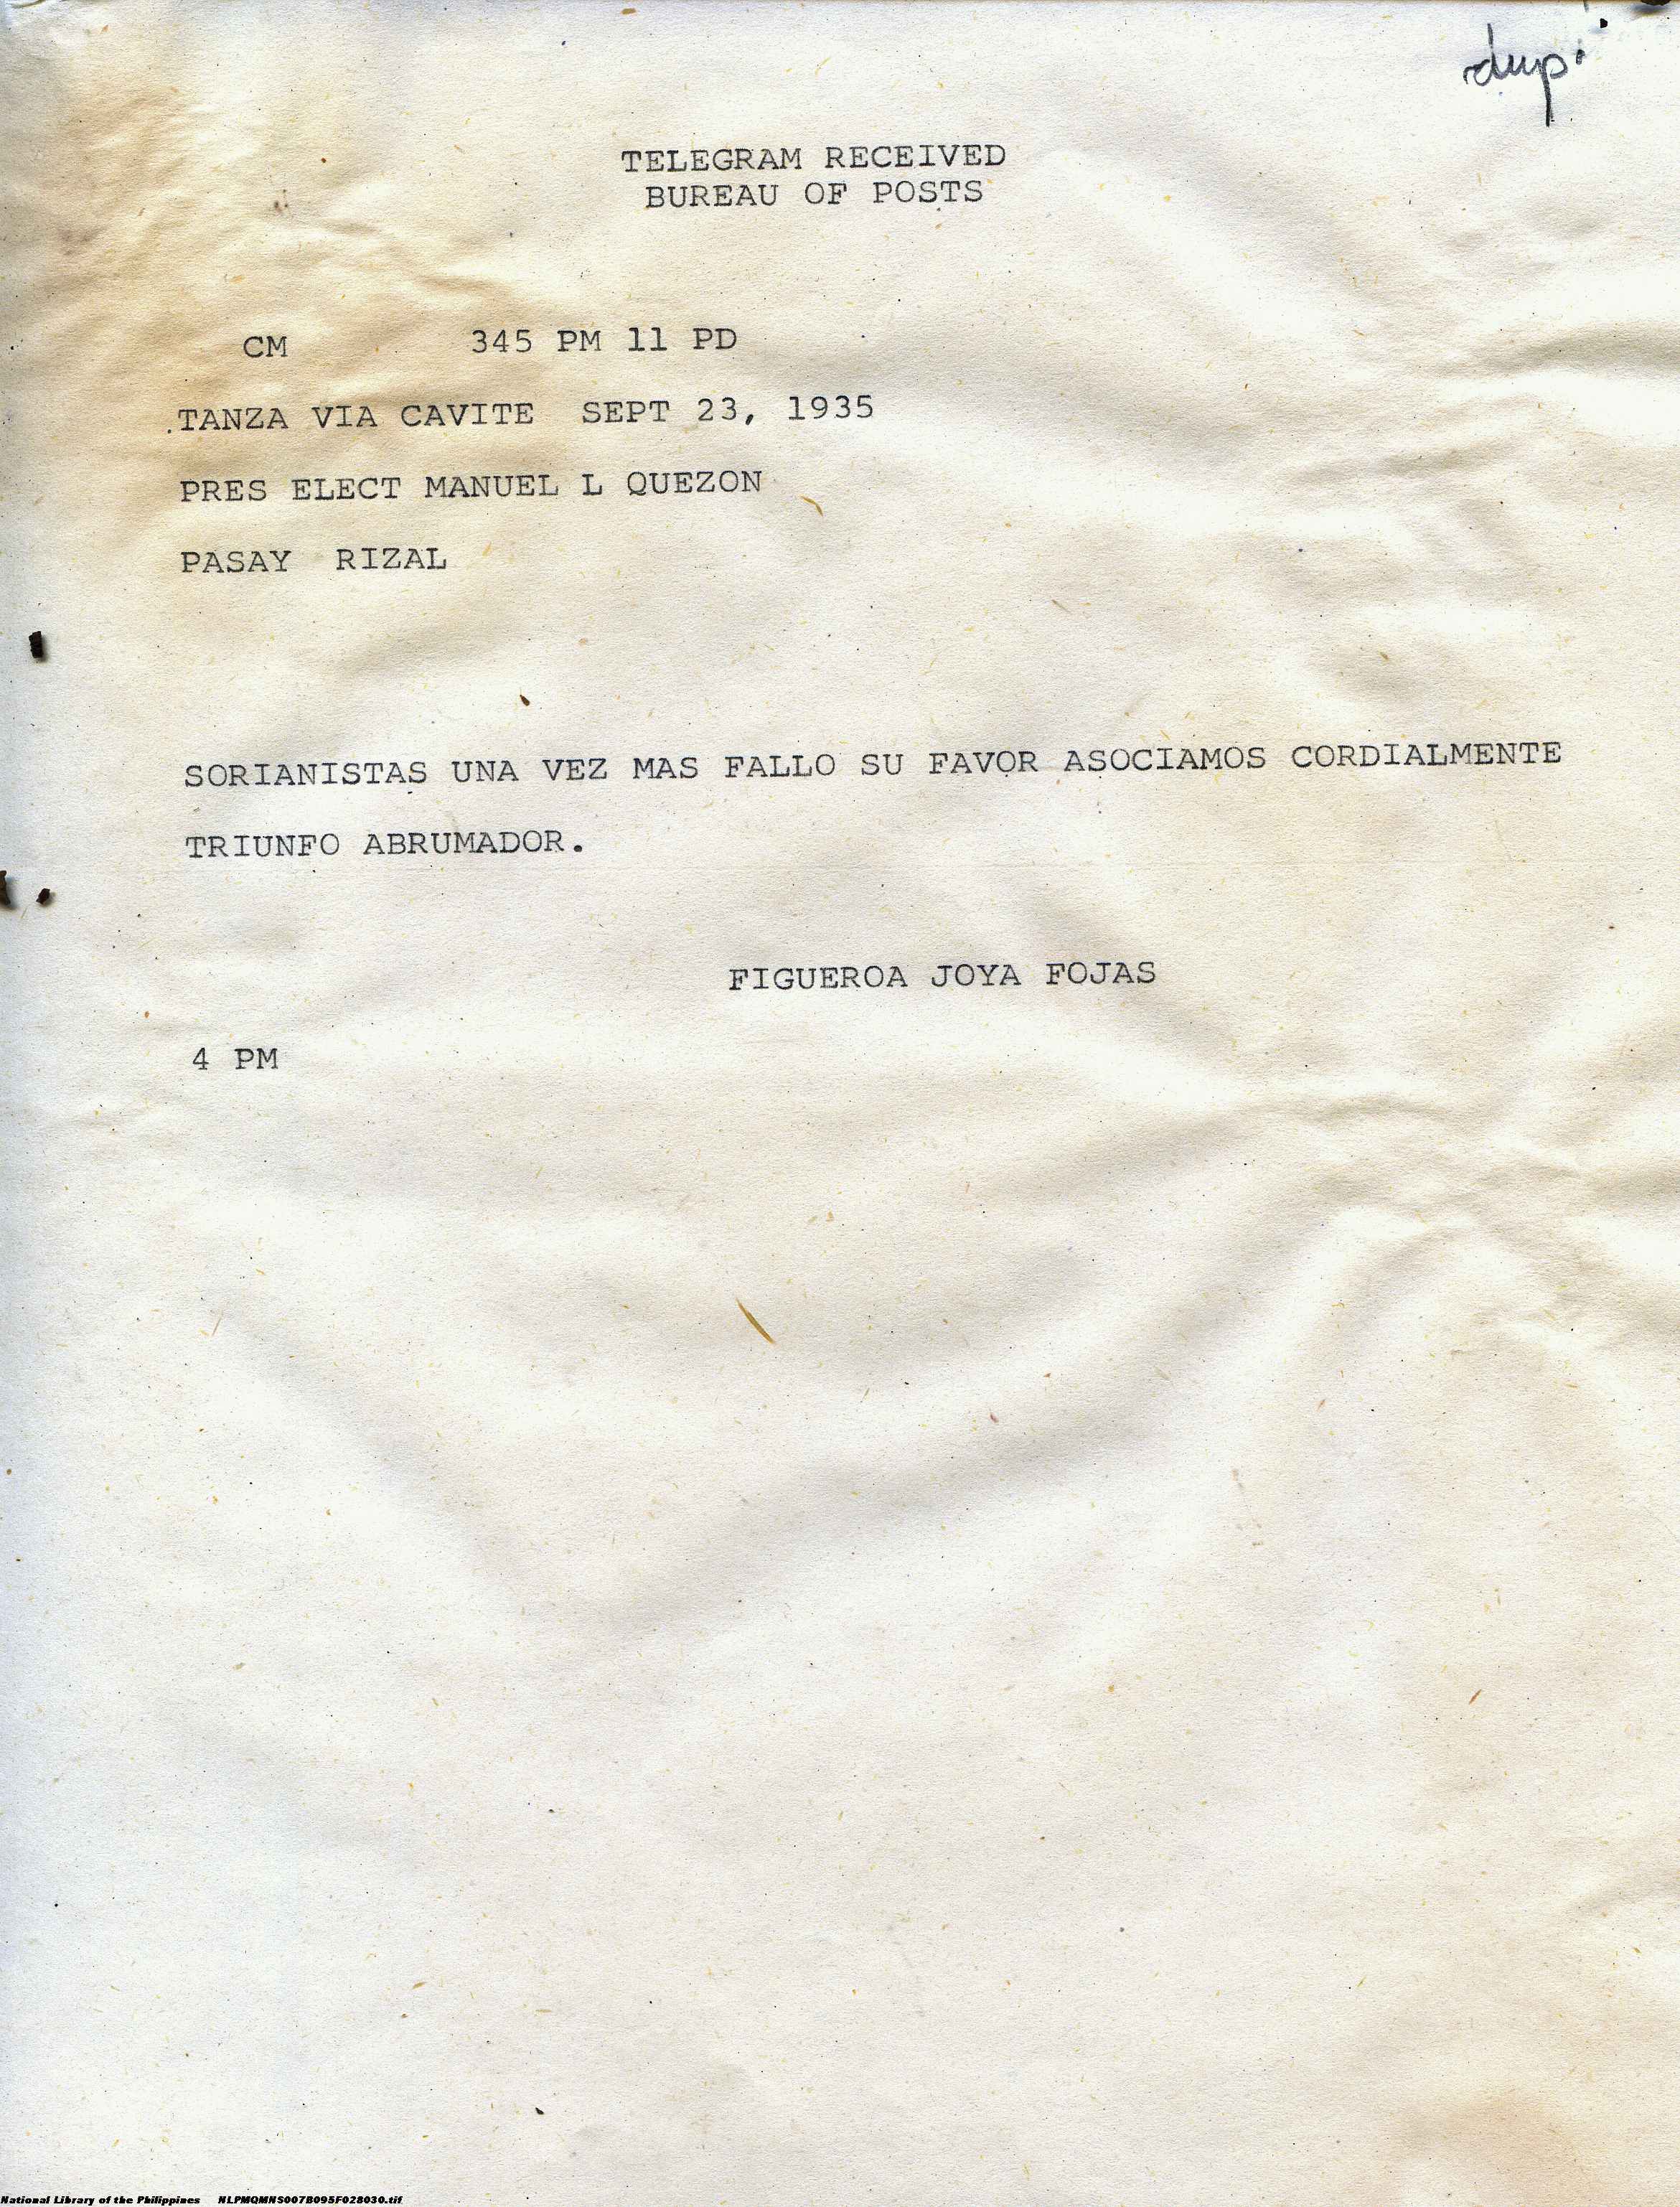 dup.
TELEGRAM RECEIVED
BUREAU OF POSTS
CM 345 PM 11 PD
TANZA VIA CAVITE SEPT 23, 1935
PRES ELECT MANUEL L QUEZON
PASAY RIZAL
SORIANISTAS UNA VEZ MAS FALLO SU FAVOR ASOCIAMOS CORDIALMENTE
TRIUNFO ABRUMADOR.
FIGUEROA JOYA FOJAS
4 PM
National Library of the Philippines NLPMQMNS007B095F028030.tif